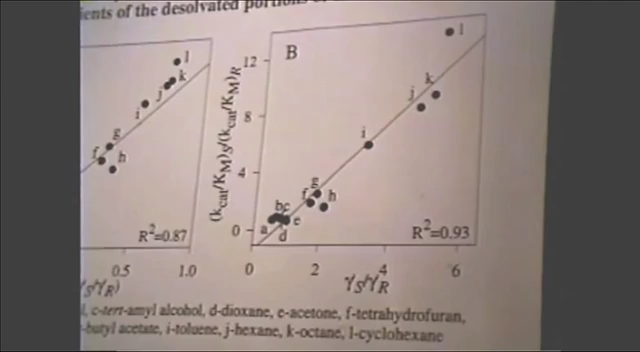 ients of the desolvated portions
l
k
j
i
g
f
h
R²=0.87
0.5 1.0
B
(kcat/KM)S/(kcat/KM)R
12
8
4
0
l
k
j
i
g
f
h
bc
a
e
d
R²=0.93
0 2 4 6
γS/γR
l, c-tert-amyl alcohol, d-dioxane, e-acetone, f-tetrahydrofuran,
-butyl acetate, i-toluene, j-hexane, k-octane, l-cyclohexane